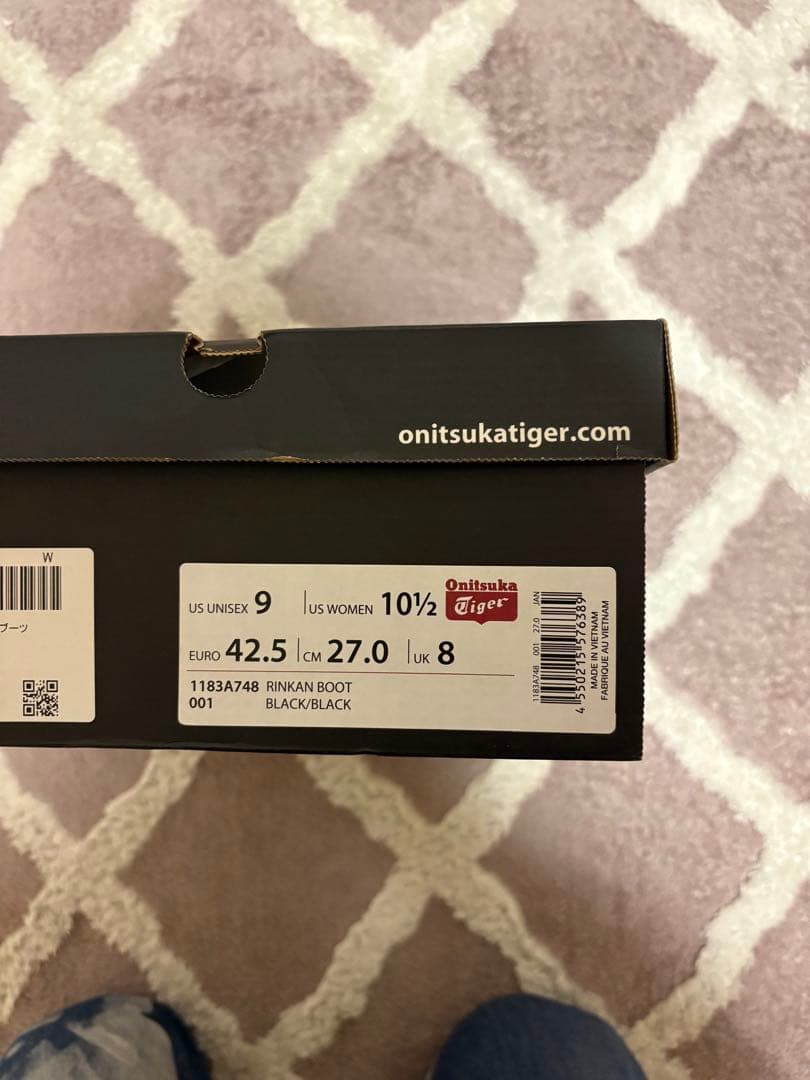 onitsukatiger.com
W
ブーツ
US UNISEX 9 US WOMEN 10½
Onitsuka
Tiger
EURO 42.5 CM 27.0 UK 8
1183A748 RINKAN BOOT
001 BLACK/BLACK
1183A748 001 27.0 JAN
4550215576389
MADE IN VIETNAM
FABRIQUE AU VIETNAM